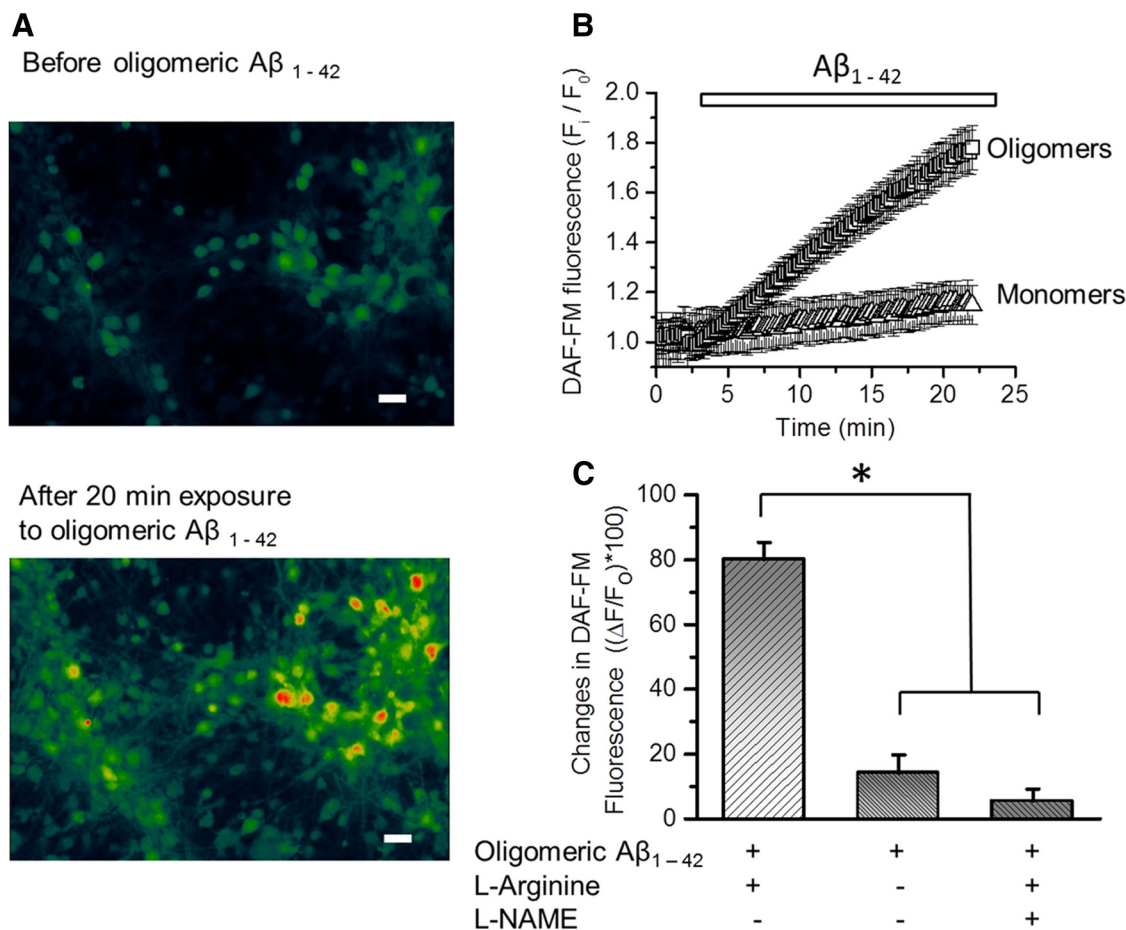 A
Before oligomeric Aβ 1 - 42
After 20 min exposure
to oligomeric Aβ 1 - 42
B
Aβ1 - 42
DAF-FM fluorescence (Fi / F0)
2.0
1.8
1.6
1.4
1.2
1.0
Oligomers
Monomers
0 5 10 15 20 25
Time (min)
C
*
Changes in DAF-FM
Fluorescence ((ΔF/FO)*100)
100
80
60
40
20
0
Oligomeric Aβ1 – 42 + + +
L-Arginine + - +
L-NAME - - +